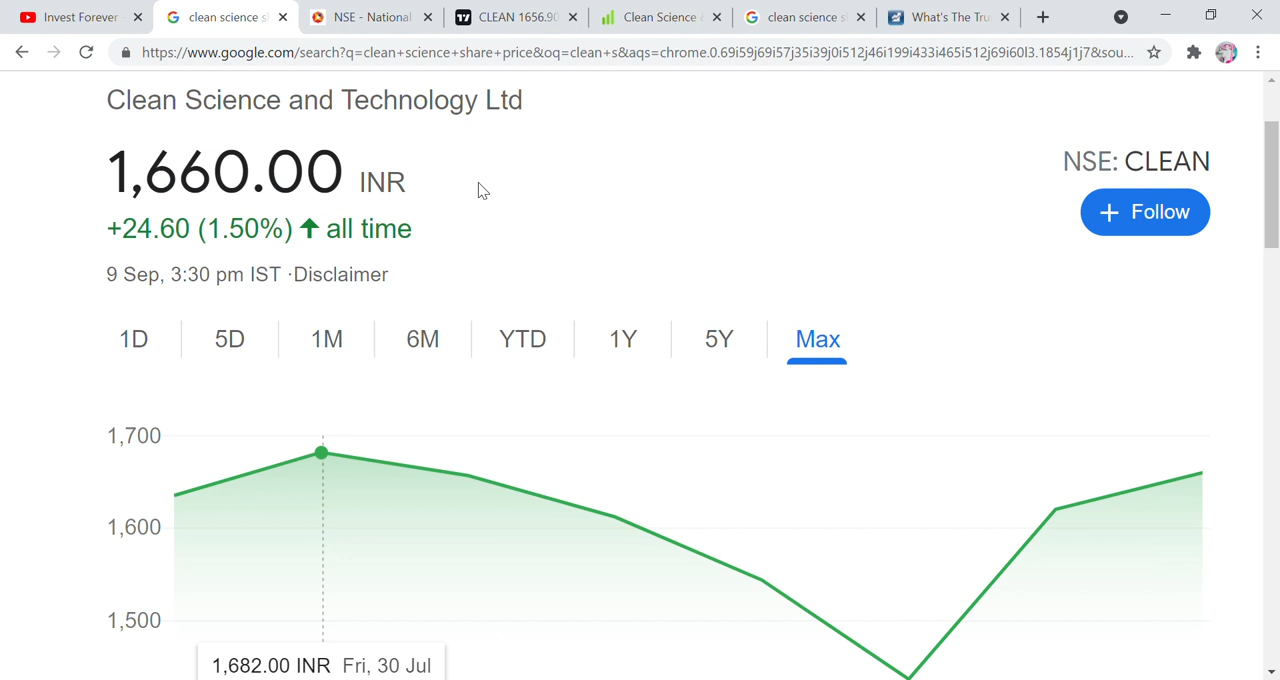 Invest Forever
clean science s
NSE - National
CLEAN 1656.90
Clean Science &
clean science s
What's The Tru
https://www.google.com/search?q=clean+science+share+price&oq=clean+s&aqs=chrome.0.69i59j69i57j35i39j0i512j46i199i433i465i512j69i60l3.1854j1j7&sou...
Clean Science and Technology Ltd
1,660.00 INR
NSE: CLEAN
+24.60 (1.50%) ↑ all time
+ Follow
9 Sep, 3:30 pm IST ·Disclaimer
1D 5D 1M 6M YTD 1Y 5Y Max
1,700
1,600
1,500
1,682.00 INR Fri, 30 Jul